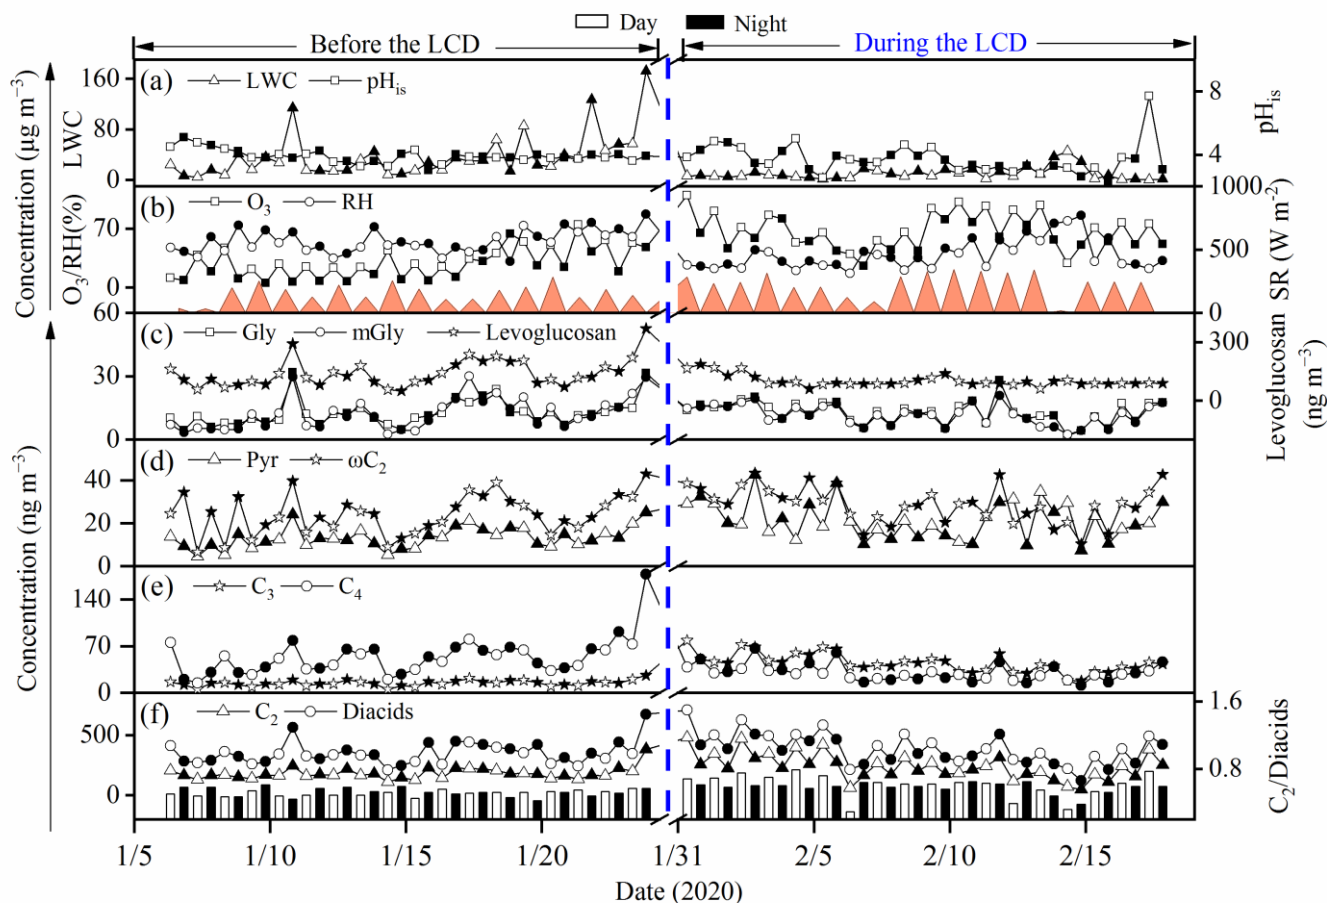 Day Night
Before the LCD During the LCD
(a) LWC pHis
160
80
0
LWC
Concentration (µg m−3)
8
4
pHis
(b) O3 RH
70
0
60
O3/RH(%)
1000
500
0
SR (W m−2)
(c) Gly mGly Levoglucosan
30
0
300
0
Levoglucosan
(ng m−3)
(d) Pyr ωC2
40
20
0
Concentration (ng m−3)
(e) C3 C4
140
70
0
(f) C2 Diacids
500
0
1.6
0.8
C2/Diacids
1/5 1/10 1/15 1/20 1/31 2/5 2/10 2/15
Date (2020)